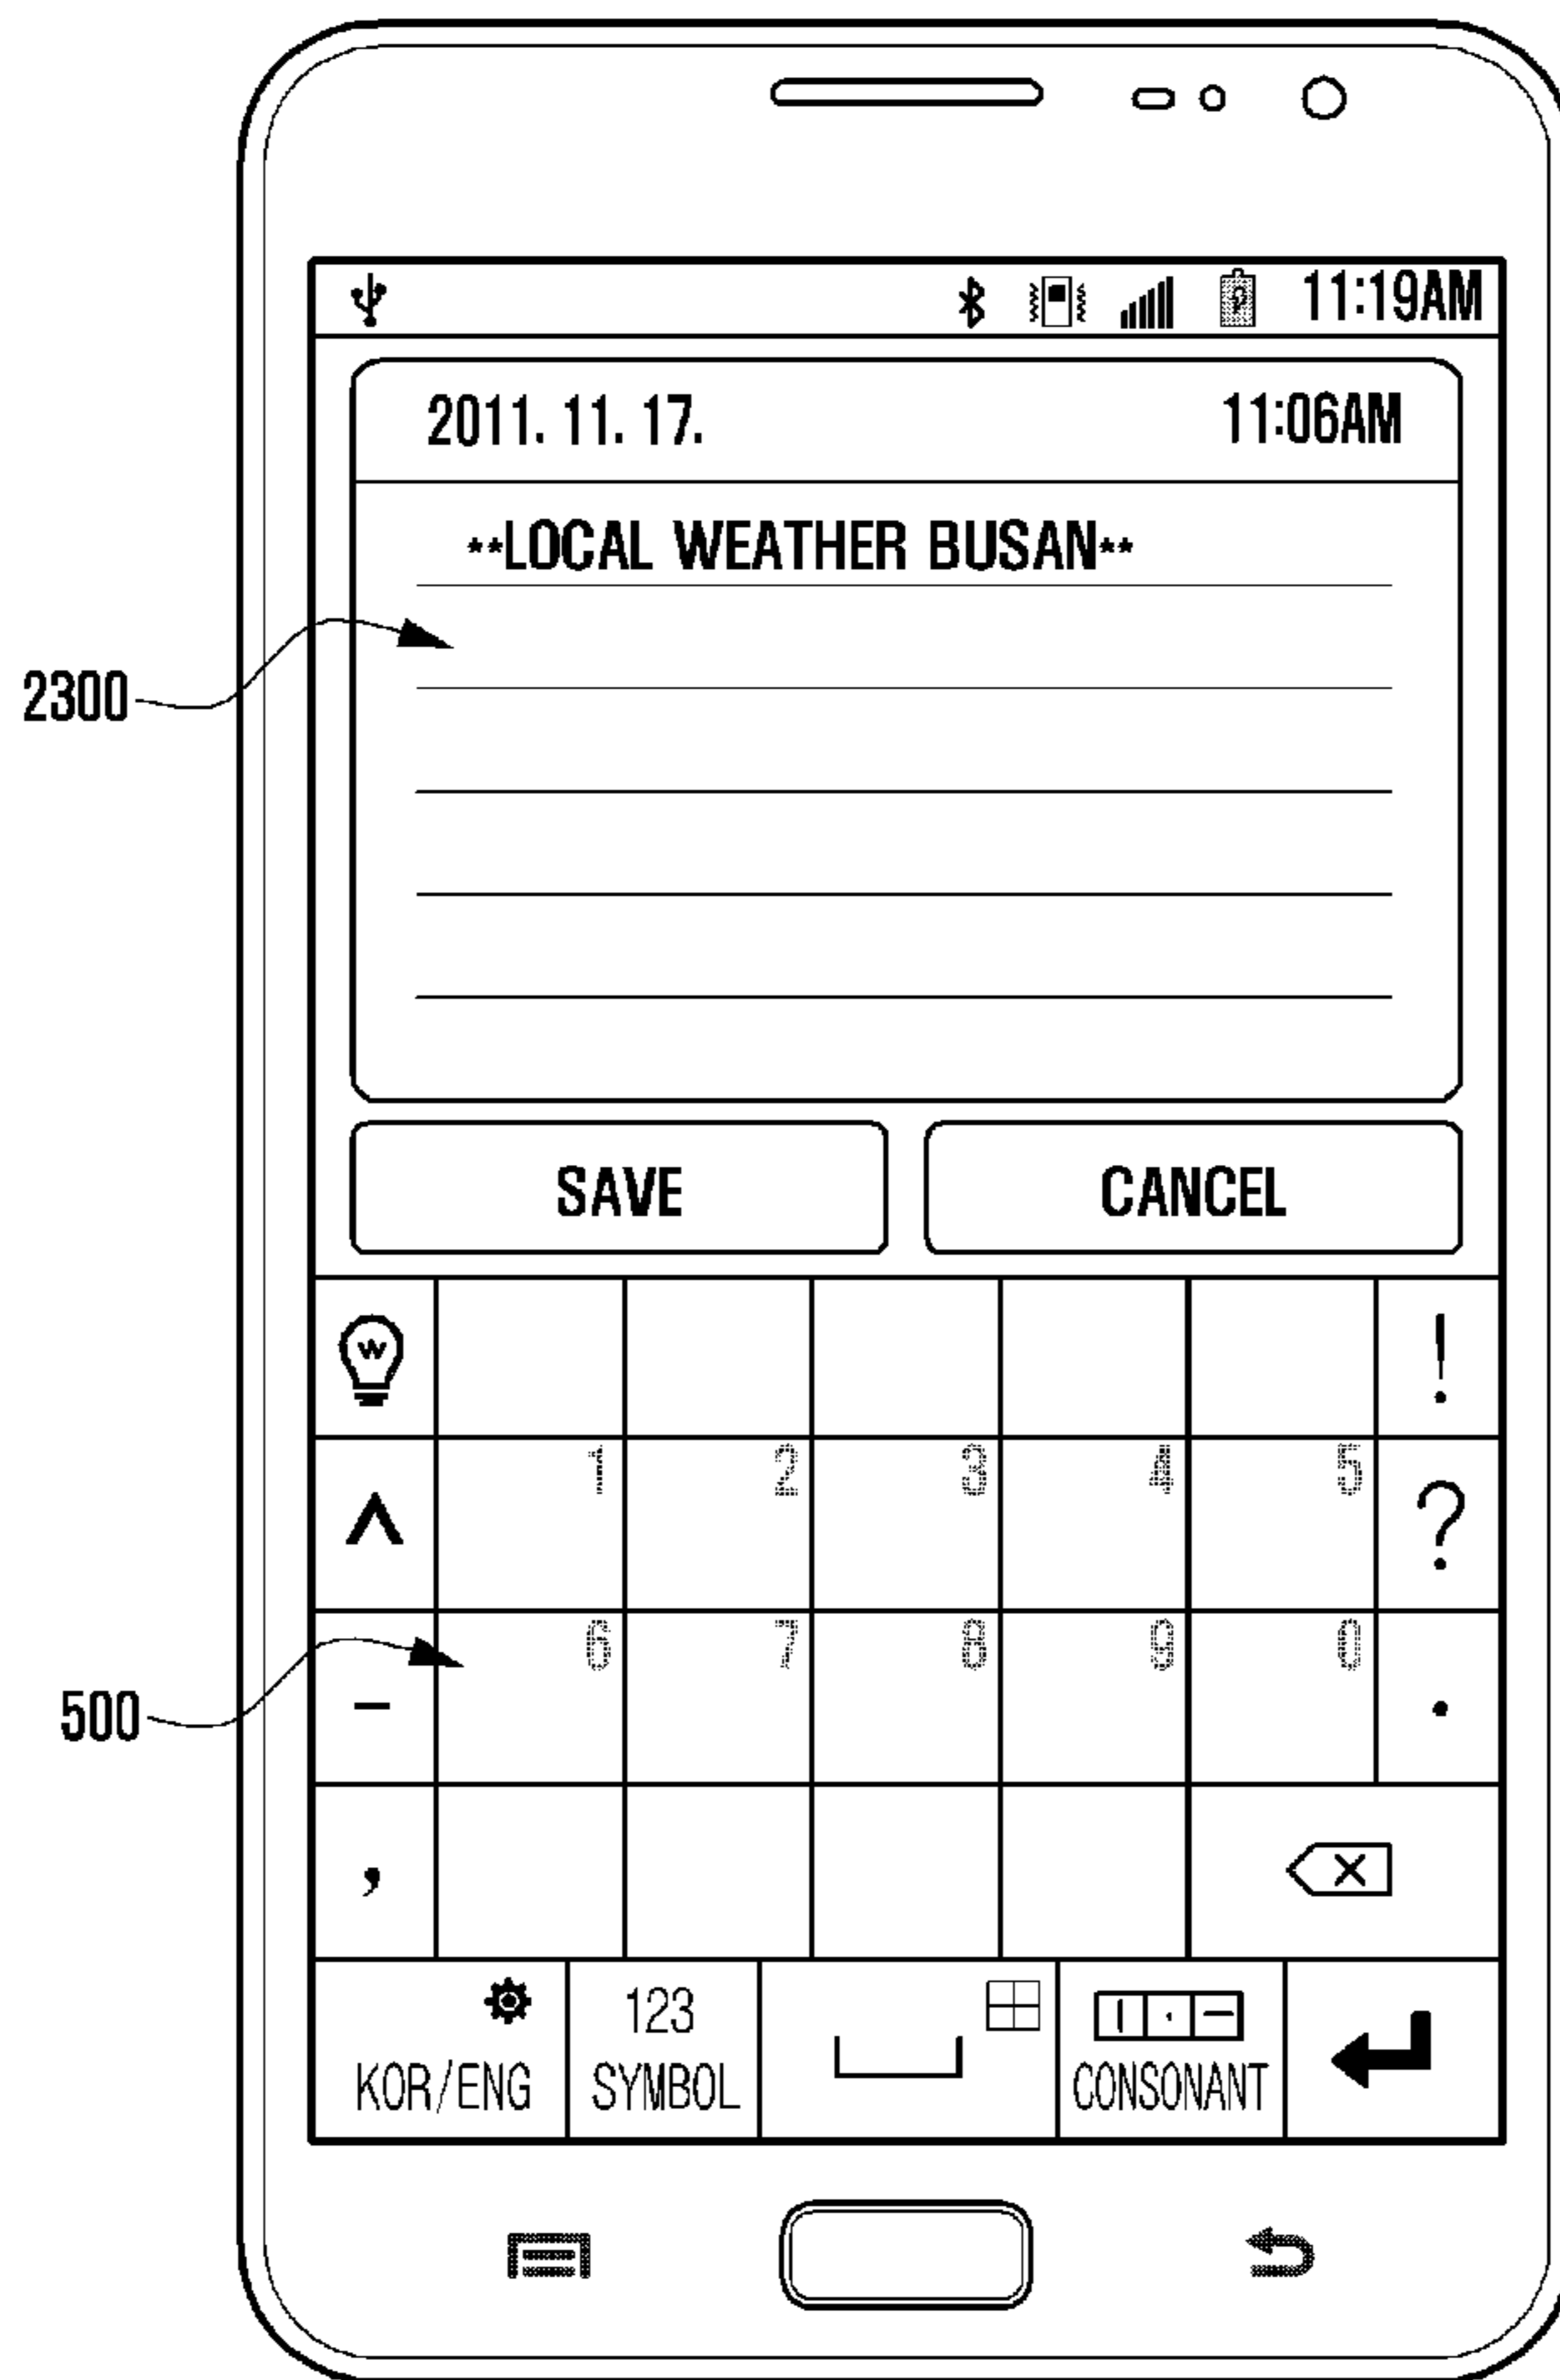 11:19AM
2011. 11. 17. 11:06AM
**LOCAL WEATHER BUSAN**
2300
SAVE CANCEL
W
!
1 2 3 4 5
^ ?
6 7 8 9 0
500
- .
,
123
KOR/ENG SYMBOL CONSONANT